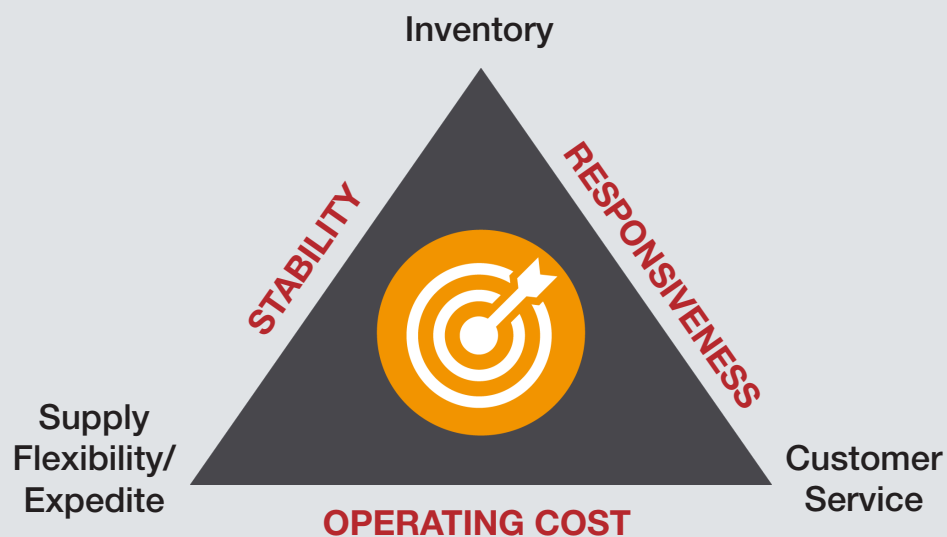 Inventory
STABILITY
RESPONSIVENESS
Supply
Flexibility/
Expedite
Customer
Service
OPERATING COST